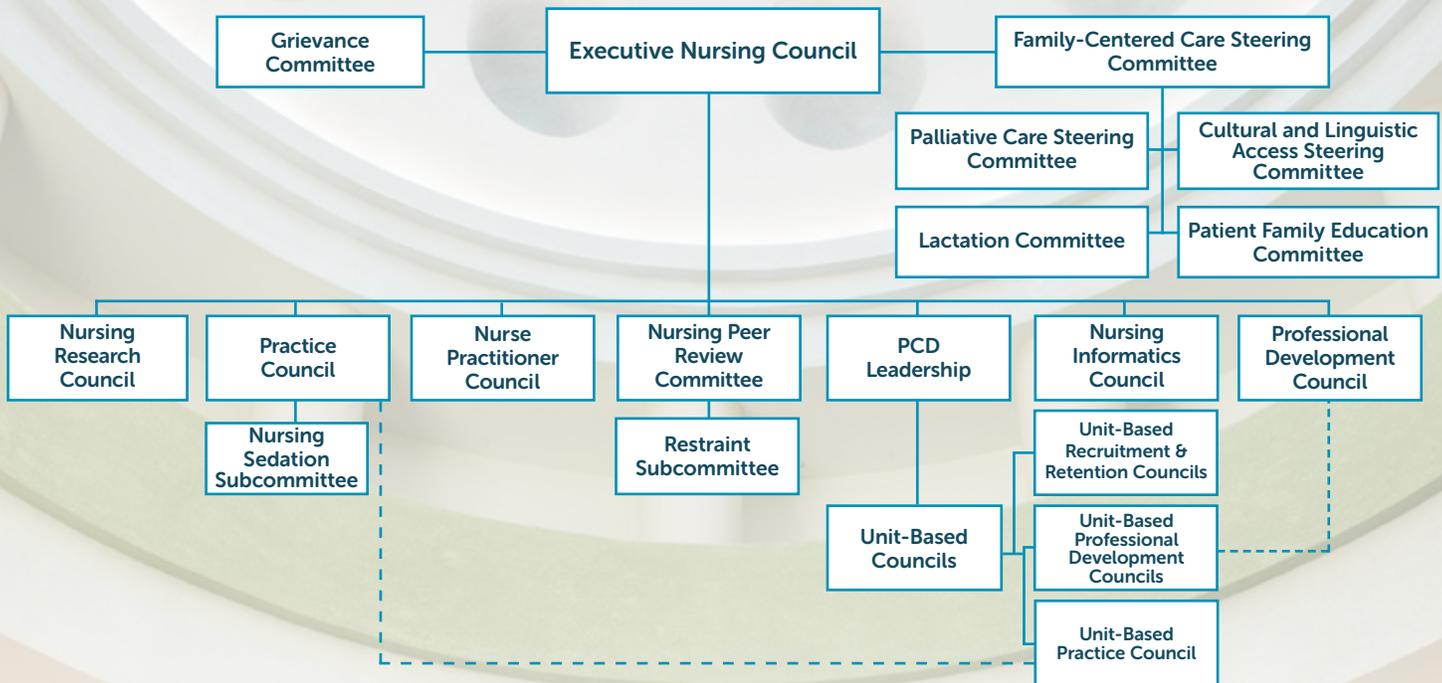 Grievance
Committee
Executive Nursing Council
Family-Centered Care Steering
Committee
Palliative Care Steering
Committee
Cultural and Linguistic
Access Steering
Committee
Lactation Committee
Patient Family Education
Committee
Nursing
Research
Council
Practice
Council
Nurse
Practitioner
Council
Nursing Peer
Review
Committee
PCD
Leadership
Nursing
Informatics
Council
Professional
Development
Council
Nursing
Sedation
Subcommittee
Restraint
Subcommittee
Unit-Based
Recruitment &
Retention Councils
Unit-Based
Councils
Unit-Based
Professional
Development
Councils
Unit-Based
Practice Council